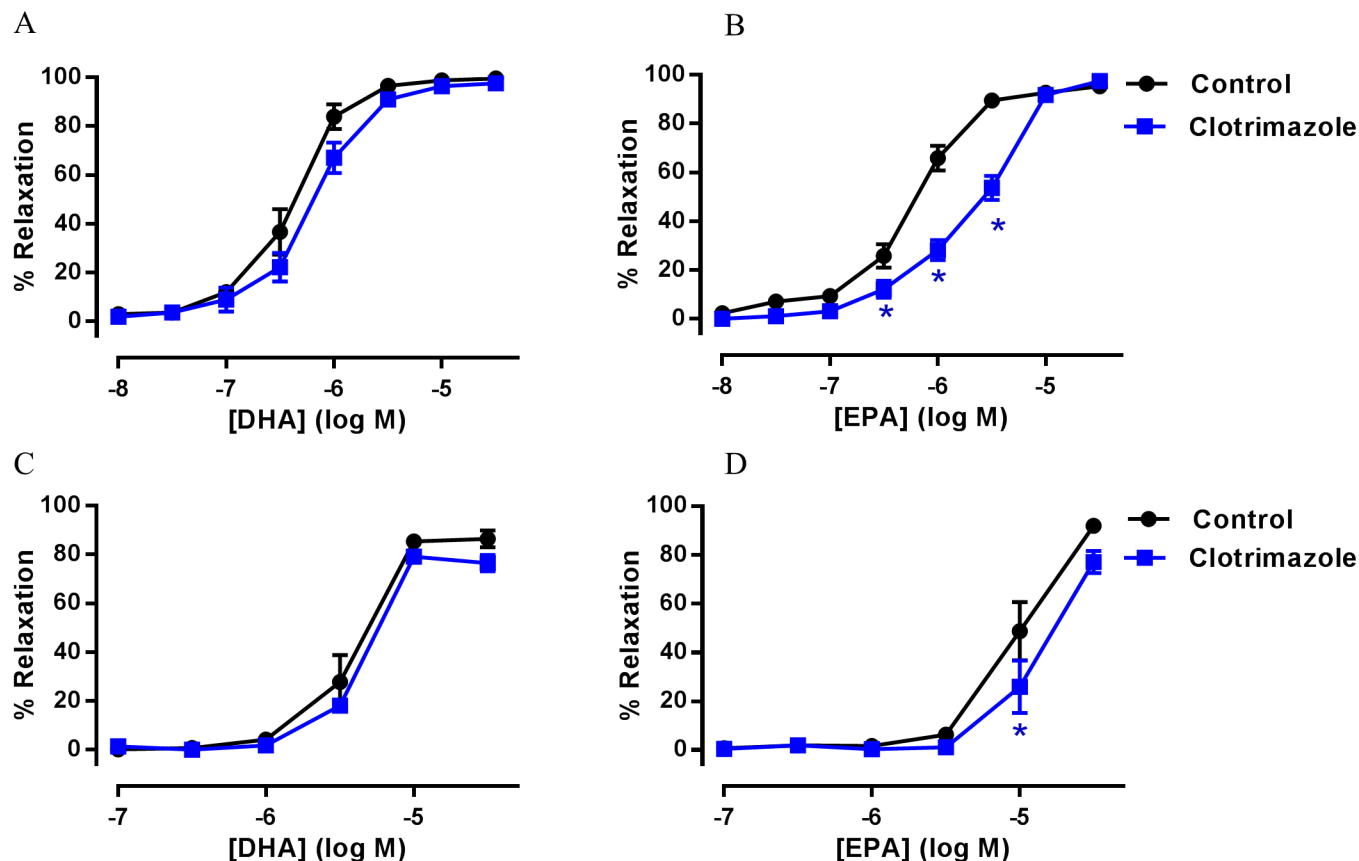 A
100
80
60
40
20
0
% Relaxation
-8
-7
-6
-5
[DHA] (log M)
B
100
80
60
40
20
0
% Relaxation
*
*
*
-8
-7
-6
-5
[EPA] (log M)
Control
Clotrimazole
C
100
80
60
40
20
0
% Relaxation
-7
-6
-5
[DHA] (log M)
D
100
80
60
40
20
0
% Relaxation
*
-7
-6
-5
[EPA] (log M)
Control
Clotrimazole